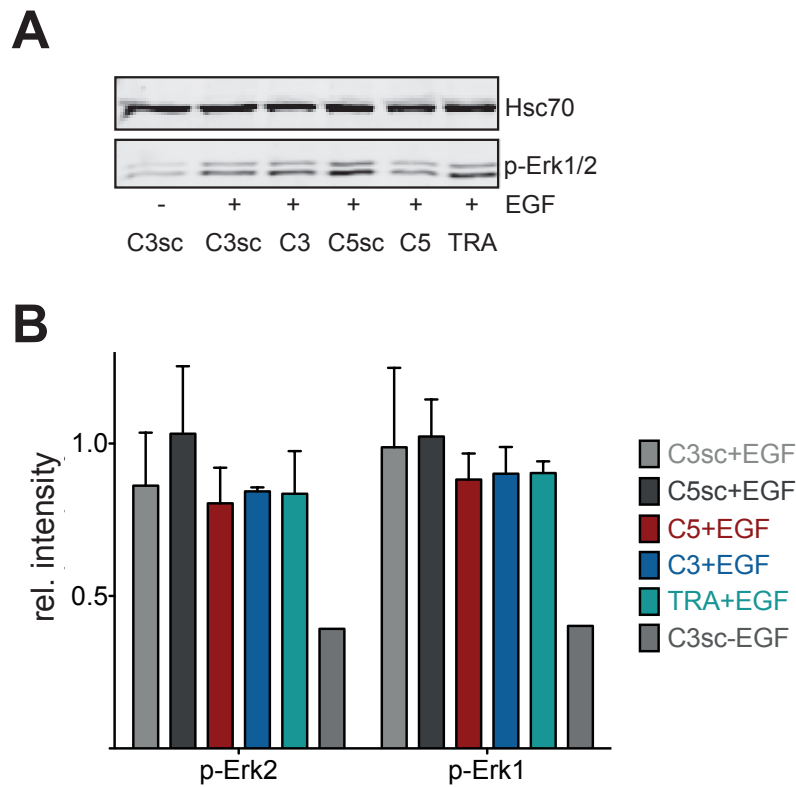 A
Hsc70
p-Erk1/2
- + + + + + EGF
C3sc C3sc C3 C5sc C5 TRA
B
rel. intensity
1.0
0.5
p-Erk2 p-Erk1
C3sc+EGF
C5sc+EGF
C5+EGF
C3+EGF
TRA+EGF
C3sc-EGF